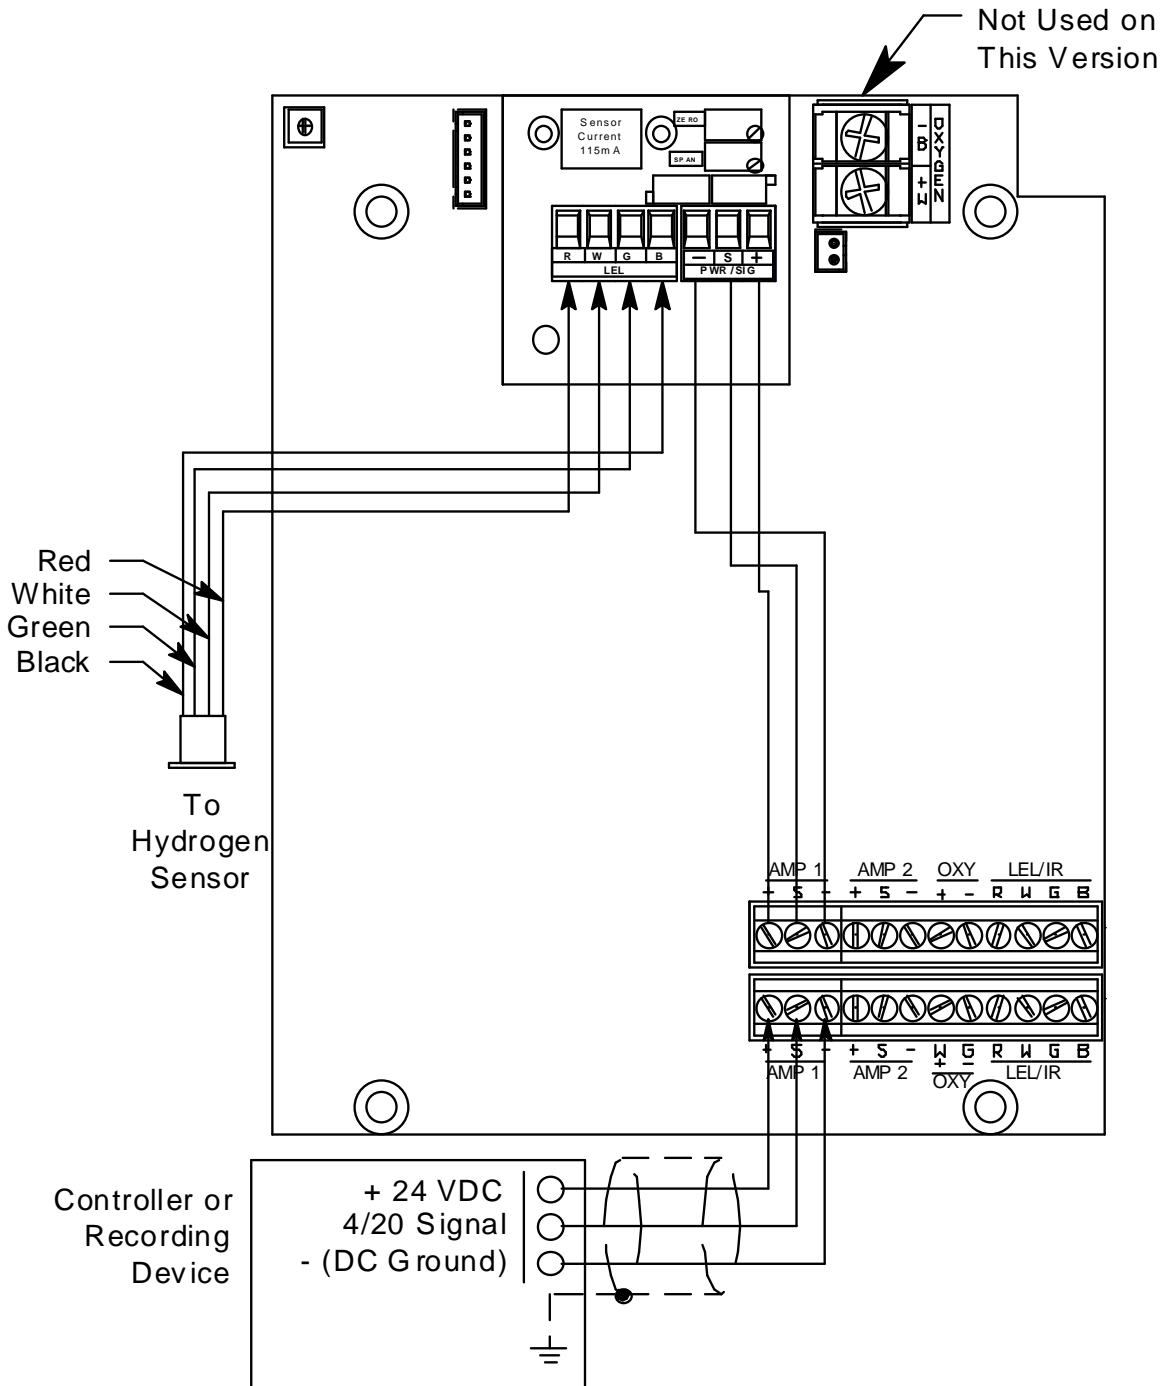 Not Used on
This Version
Sensor
Current
115mA
ZERO
SPAN
- B + W
OXYGEN
R W G B
LEL
- S +
PWR/SIG
Red
White
Green
Black
To
Hydrogen
Sensor
AMP 1 AMP 2 OXY LEL/IR
+ S - + S - + - R W G B
+ S - + S - W G R W G B
+ -
AMP 1 AMP 2 OXY LEL/IR
Controller or
Recording
Device
+ 24 VDC
4/20 Signal
- (DC Ground)